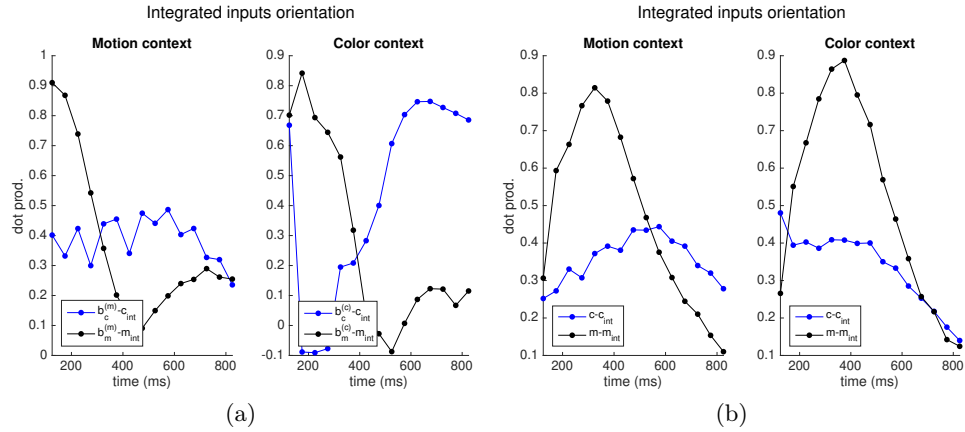 Integrated inputs orientation
Motion context
Color context
dot prod.
1
0.9
0.8
0.7
0.6
0.5
0.4
0.3
0.2
0.1
0
200 400 600 800
time (ms)
b_c^(m)-c_int
b_m^(m)-m_int
0.9
0.8
0.7
0.6
0.5
0.4
0.3
0.2
0.1
0
-0.1
200 400 600 800
time (ms)
b_c^(c)-c_int
b_m^(c)-m_int
(a)
Integrated inputs orientation
Motion context
Color context
dot prod.
0.9
0.8
0.7
0.6
0.5
0.4
0.3
0.2
0.1
200 400 600 800
time (ms)
c-c_int
m-m_int
0.9
0.8
0.7
0.6
0.5
0.4
0.3
0.2
0.1
200 400 600 800
time (ms)
c-c_int
m-m_int
(b)